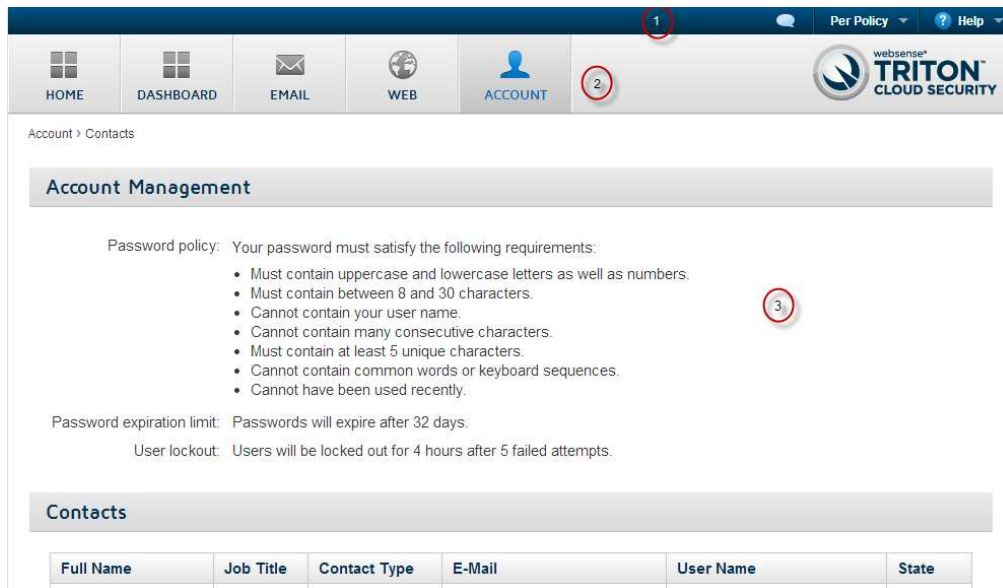 1
Per Policy
? Help
HOME
DASHBOARD
EMAIL
WEB
ACCOUNT
2
websense®
TRITON™
CLOUD SECURITY
Account › Contacts
Account Management
Password policy: Your password must satisfy the following requirements:
• Must contain uppercase and lowercase letters as well as numbers.
• Must contain between 8 and 30 characters.
• Cannot contain your user name.
• Cannot contain many consecutive characters.
• Must contain at least 5 unique characters.
• Cannot contain common words or keyboard sequences.
• Cannot have been used recently.
3
Password expiration limit: Passwords will expire after 32 days.
User lockout: Users will be locked out for 4 hours after 5 failed attempts.
Contacts
Full Name Job Title Contact Type E-Mail User Name State